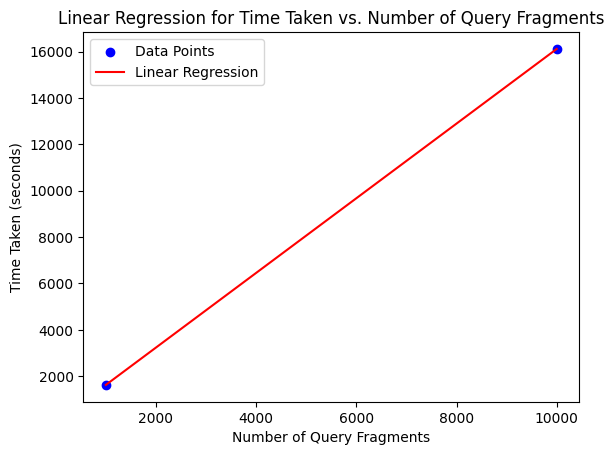 Linear Regression for Time Taken vs. Number of Query Fragments
Data Points
Linear Regression
16000
14000
12000
10000
8000
6000
4000
2000
Time Taken (seconds)
2000
4000
6000
8000
10000
Number of Query Fragments